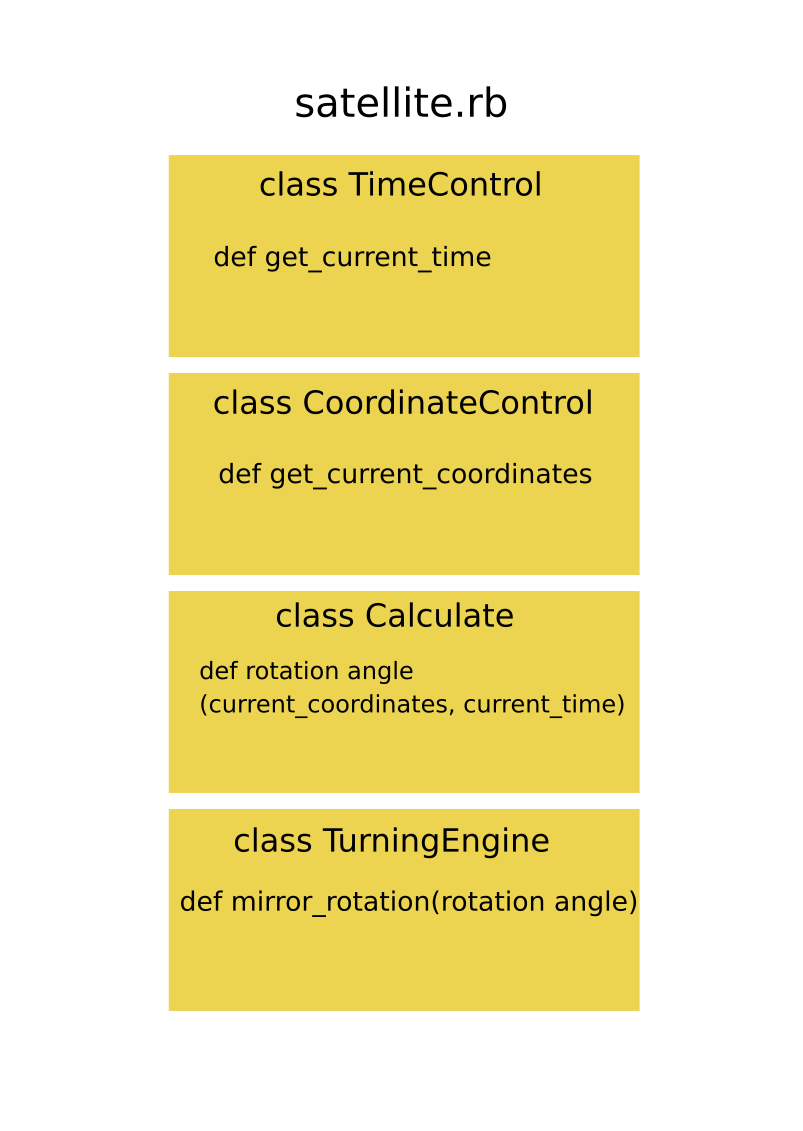 satellite.rb
class TimeControl
def get_current_time
class CoordinateControl
def get_current_coordinates
class Calculate
def rotation angle
(current_coordinates, current_time)
class TurningEngine
def mirror_rotation(rotation angle)